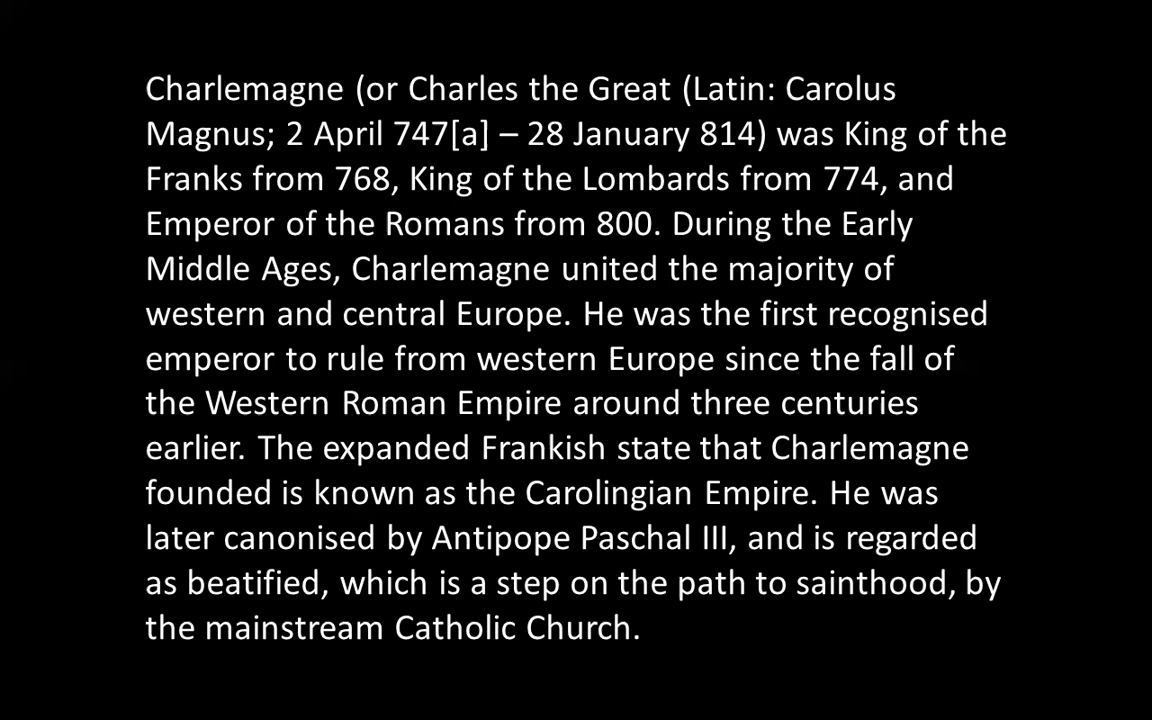 Charlemagne (or Charles the Great (Latin: Carolus
Magnus; 2 April 747[a] – 28 January 814) was King of the
Franks from 768, King of the Lombards from 774, and
Emperor of the Romans from 800. During the Early
Middle Ages, Charlemagne united the majority of
western and central Europe. He was the first recognised
emperor to rule from western Europe since the fall of
the Western Roman Empire around three centuries
earlier. The expanded Frankish state that Charlemagne
founded is known as the Carolingian Empire. He was
later canonised by Antipope Paschal III, and is regarded
as beatified, which is a step on the path to sainthood, by
the mainstream Catholic Church.